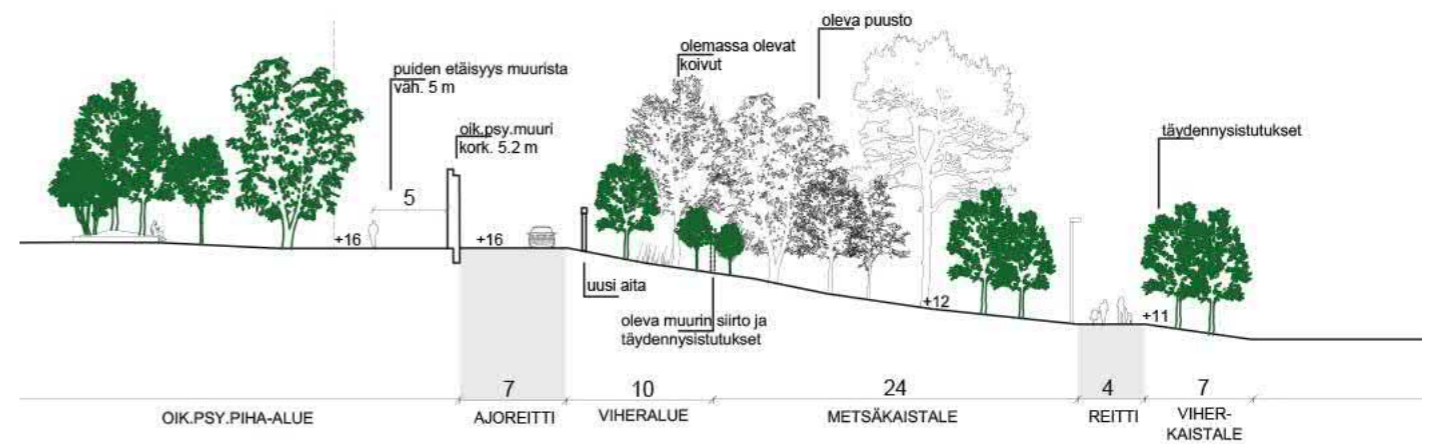 oleva puusto
olemassa olevat
koivut
puiden etäisyys muurista
väh. 5 m
oik.psy.muuri
kork. 5.2 m
täydennysistutukset
5
+16
+16
uusi aita
oleva muurin siirto ja
täydennysistutukset
+12
+11
7
10
24
4
7
OIK.PSY.PIHA-ALUE
AJOREITTI
VIHERALUE
METSÄKAISTALE
REITTI
VIHER-
KAISTALE